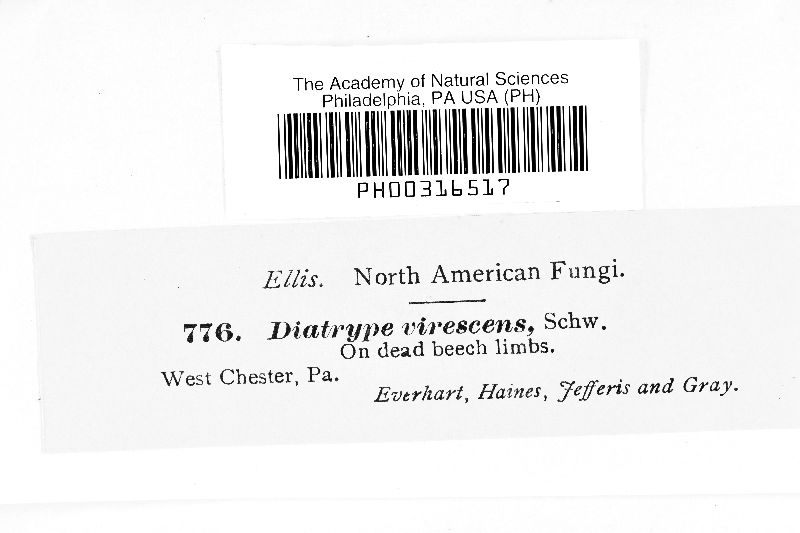 The Academy of Natural Sciences
Philadelphia, PA USA (PH)
PH00316517
Ellis. North American Fungi.
776. Diatrype virescens, Schw.
On dead beech limbs.
West Chester, Pa.
Everhart, Haines, Jefferis and Gray.